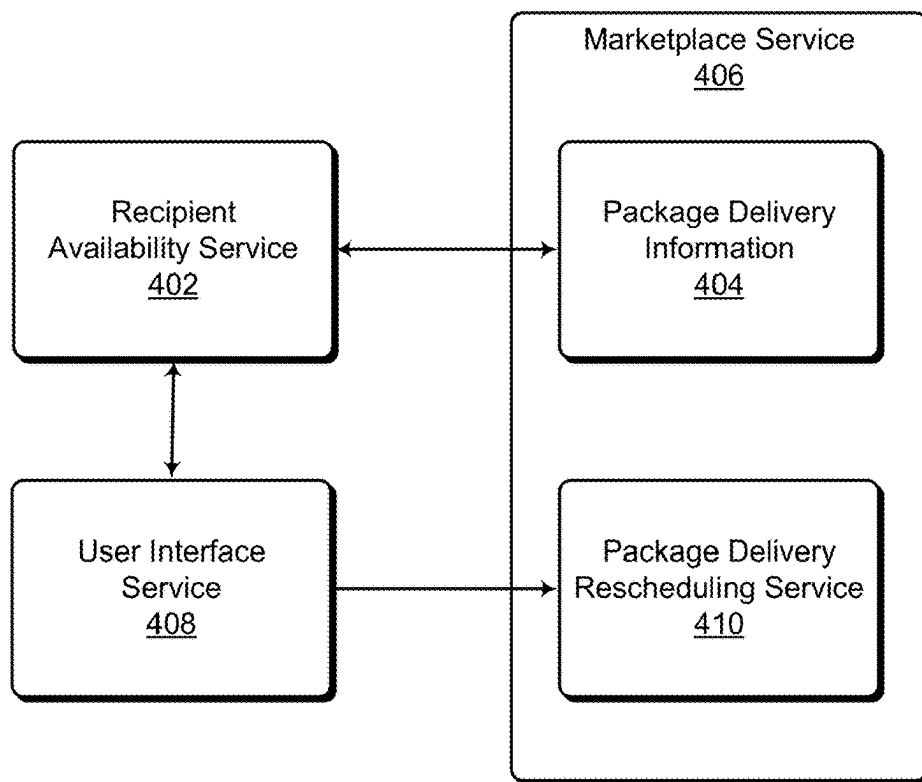 Marketplace Service
406
Recipient
Availability Service
402
Package Delivery
Information
404
User Interface
Service
408
Package Delivery
Rescheduling Service
410